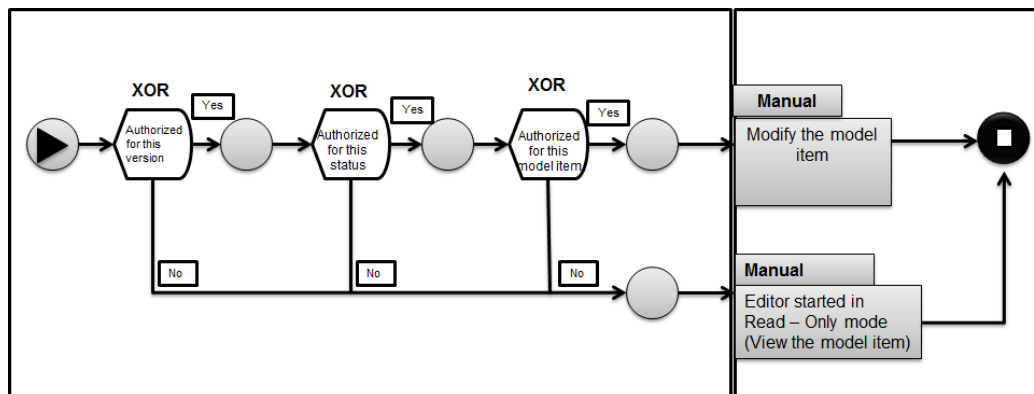 XOR
Yes
Authorized
for this
version
XOR
Yes
Authorized
for this
status
XOR
Yes
Authorized
for this
model item
No
No
No
Manual
Modify the model
item
Manual
Editor started in
Read – Only mode
(View the model item)